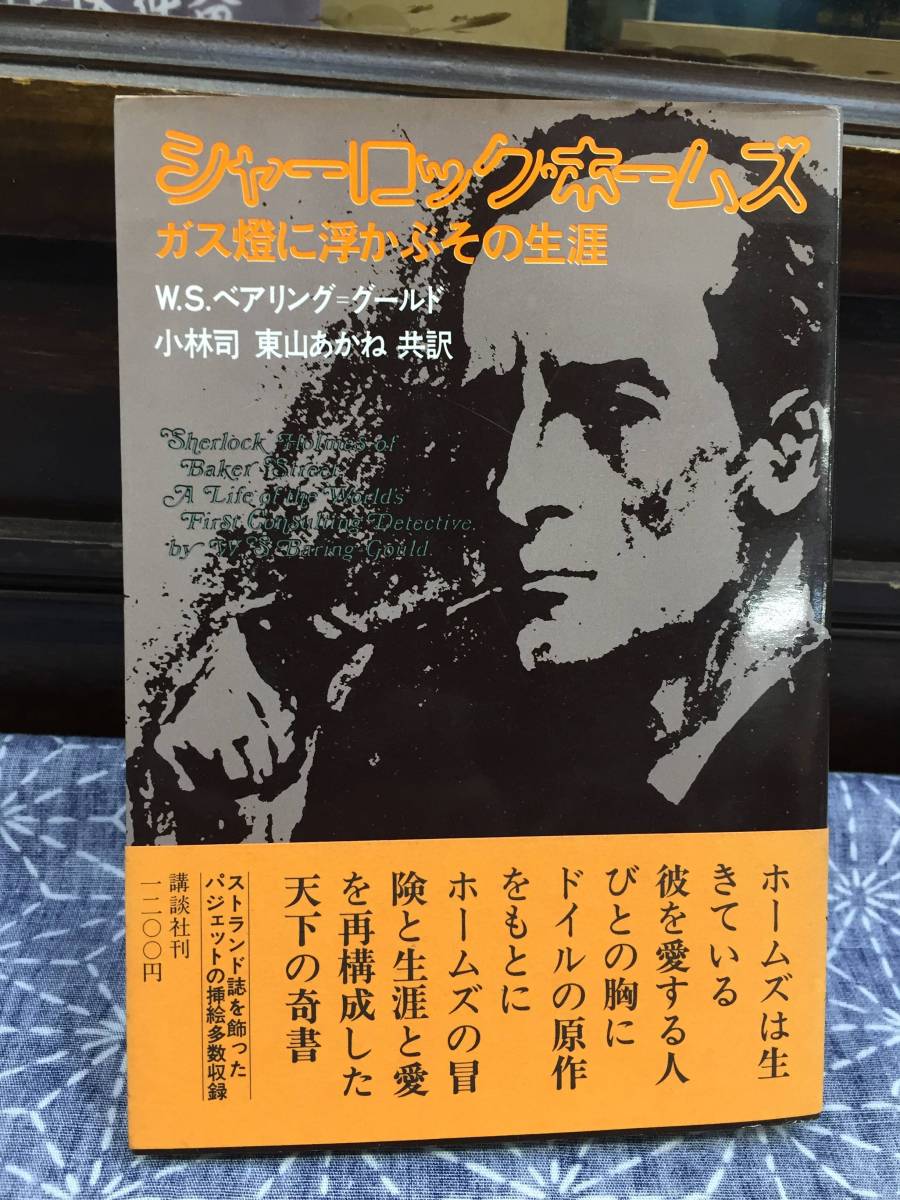 シャーロック・ホームズ
ガス燈に浮かぶその生涯
W.S.ベアリング=グールド
小林司 東山あかね 共訳
Sherlock Holmes of
Baker Street:
A Life of the World's
First Consulting Detective.
by W. S. Baring-Gould.
ホームズは生
きている
彼を愛する人
びとの胸に
ドイルの原作
をもとに
ホームズの冒
険と生涯と愛
を再構成した
天下の奇書
ストランド誌を飾った
パジェットの挿絵多数収録
講談社刊
一二〇〇円